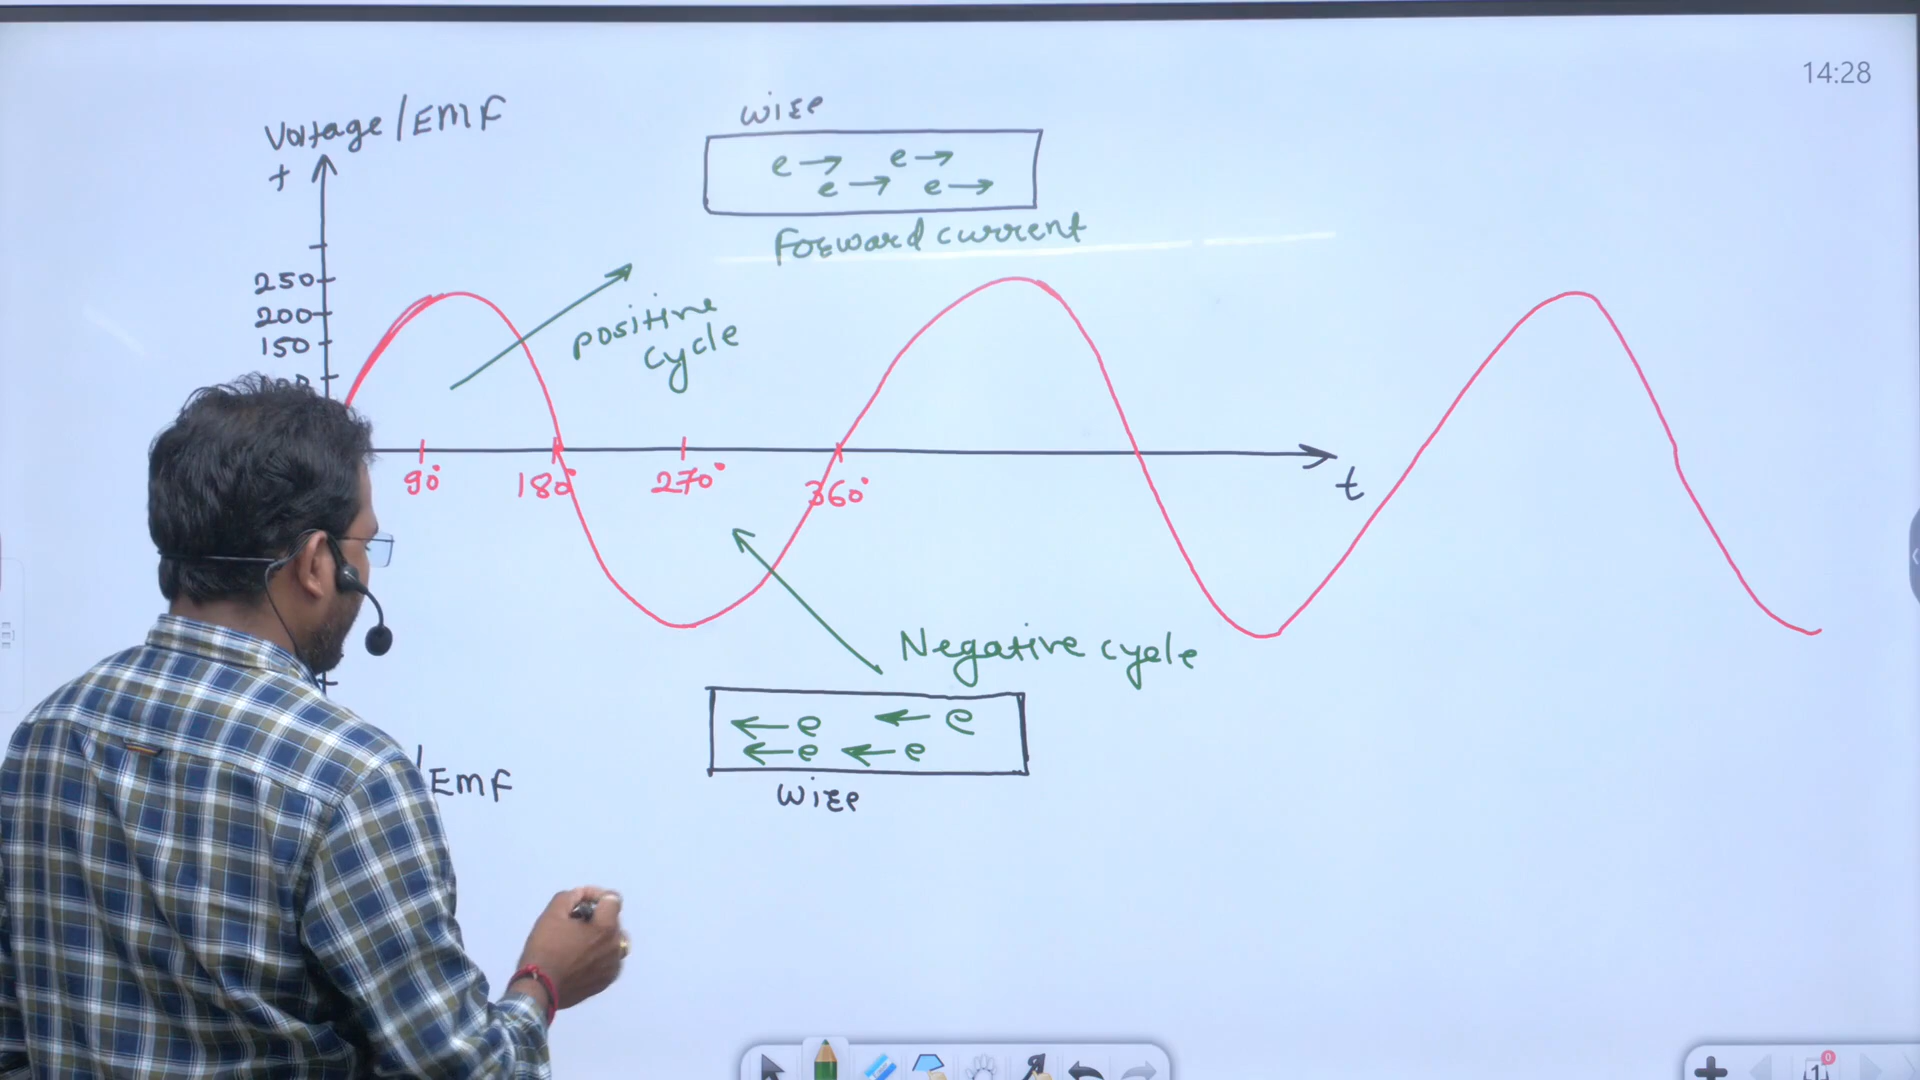 14:28
Voltage/EMF
+
wire
e → e →
e → e →
Forward current
250
200
150
positive
cycle
90° 180° 270° 360°
t
Negative cycle
← e ← e
← e ← e
wire
/EMF